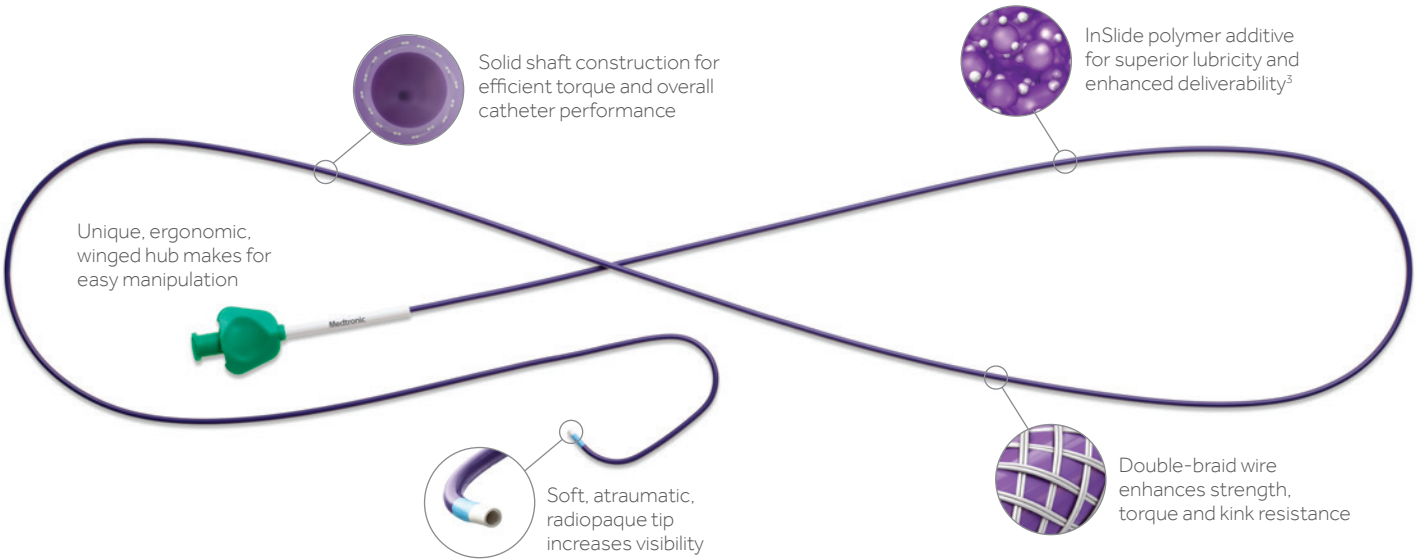 Solid shaft construction for
efficient torque and overall
catheter performance
InSlide polymer additive
for superior lubricity and
enhanced deliverability³
Unique, ergonomic,
winged hub makes for
easy manipulation
Medtronic
Soft, atraumatic,
radiopaque tip
increases visibility
Double-braid wire
enhances strength,
torque and kink resistance